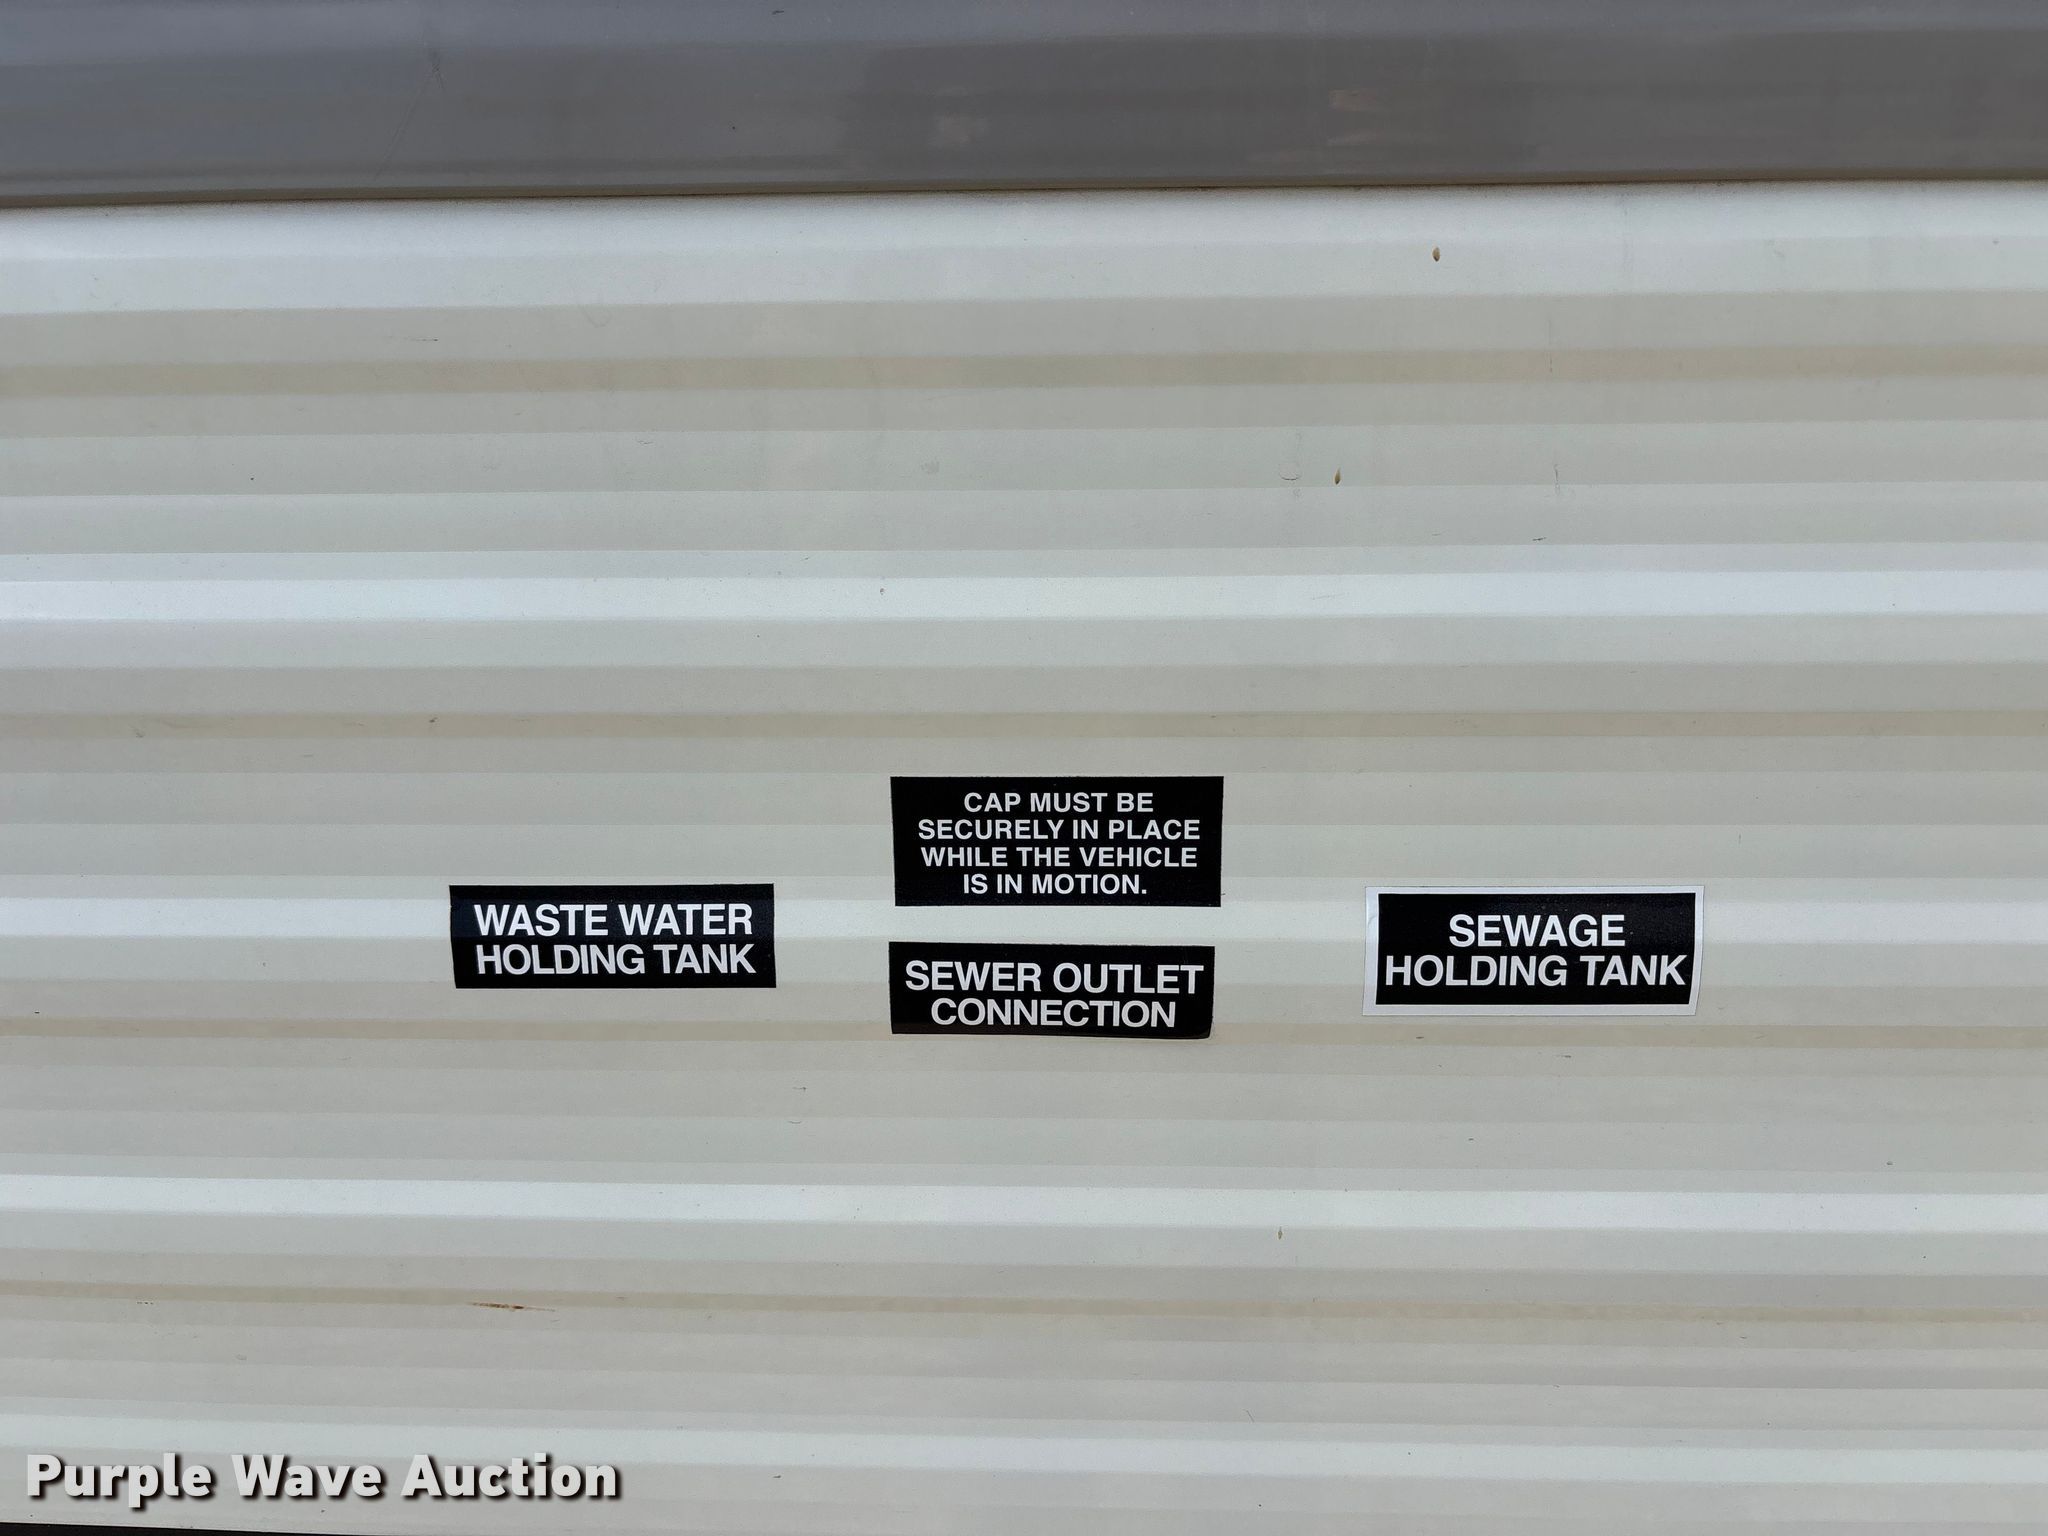 WASTE WATER
HOLDING TANK
CAP MUST BE
SECURELY IN PLACE
WHILE THE VEHICLE
IS IN MOTION.
SEWER OUTLET
CONNECTION
SEWAGE
HOLDING TANK
Purple Wave Auction